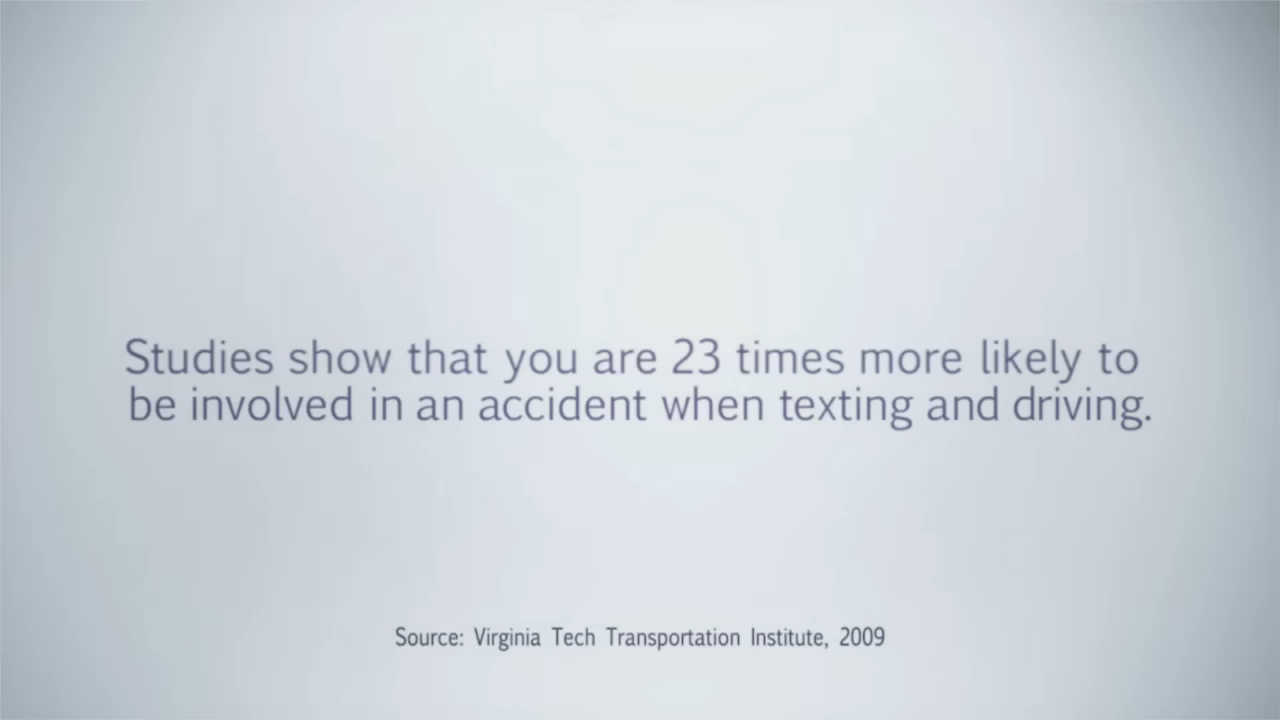 Studies show that you are 23 times more likely to
be involved in an accident when texting and driving.
Source: Virginia Tech Transportation Institute, 2009